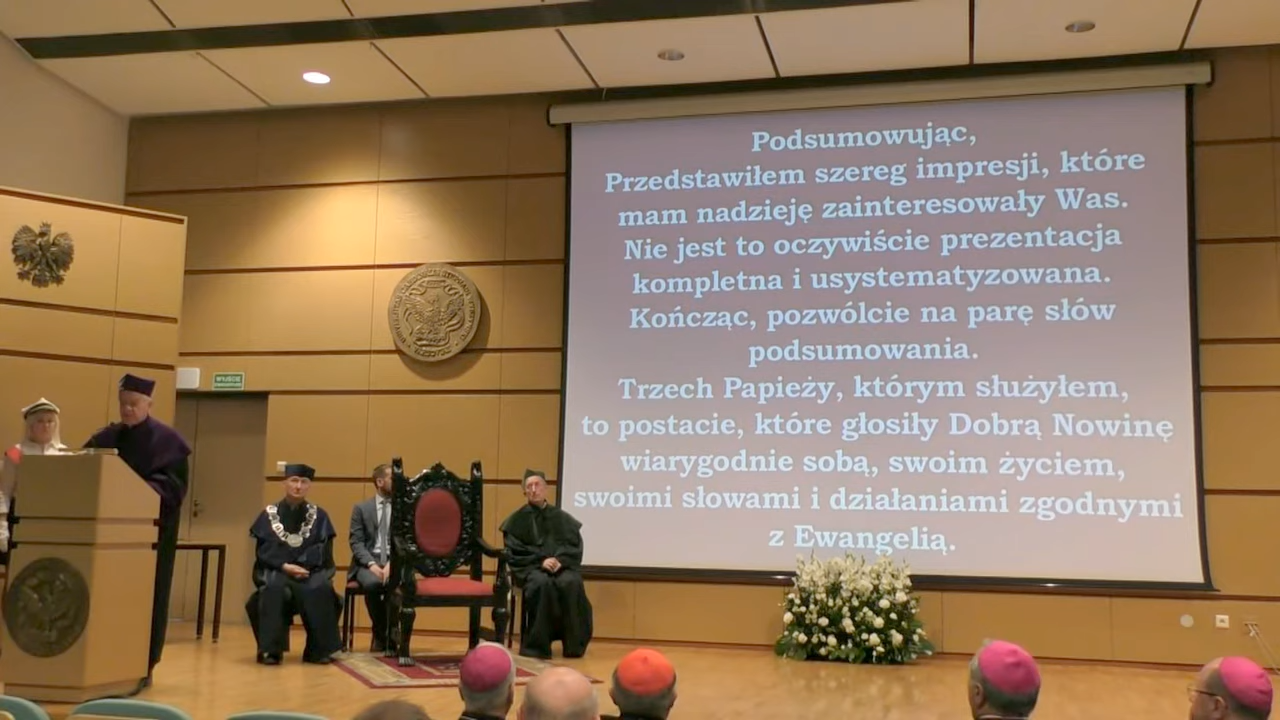 Podsumowując,
Przedstawiłem szereg impresji, które
mam nadzieję zainteresowały Was.
Nie jest to oczywiście prezentacja
kompletna i usystematyzowana.
Kończąc, pozwólcie na parę słów
podsumowania.
Trzech Papieży, którym służyłem,
to postacie, które głosiły Dobrą Nowinę
wiarygodnie sobą, swoim życiem,
swoimi słowami i działaniami zgodnymi
z Ewangelią.
WYJŚCIE